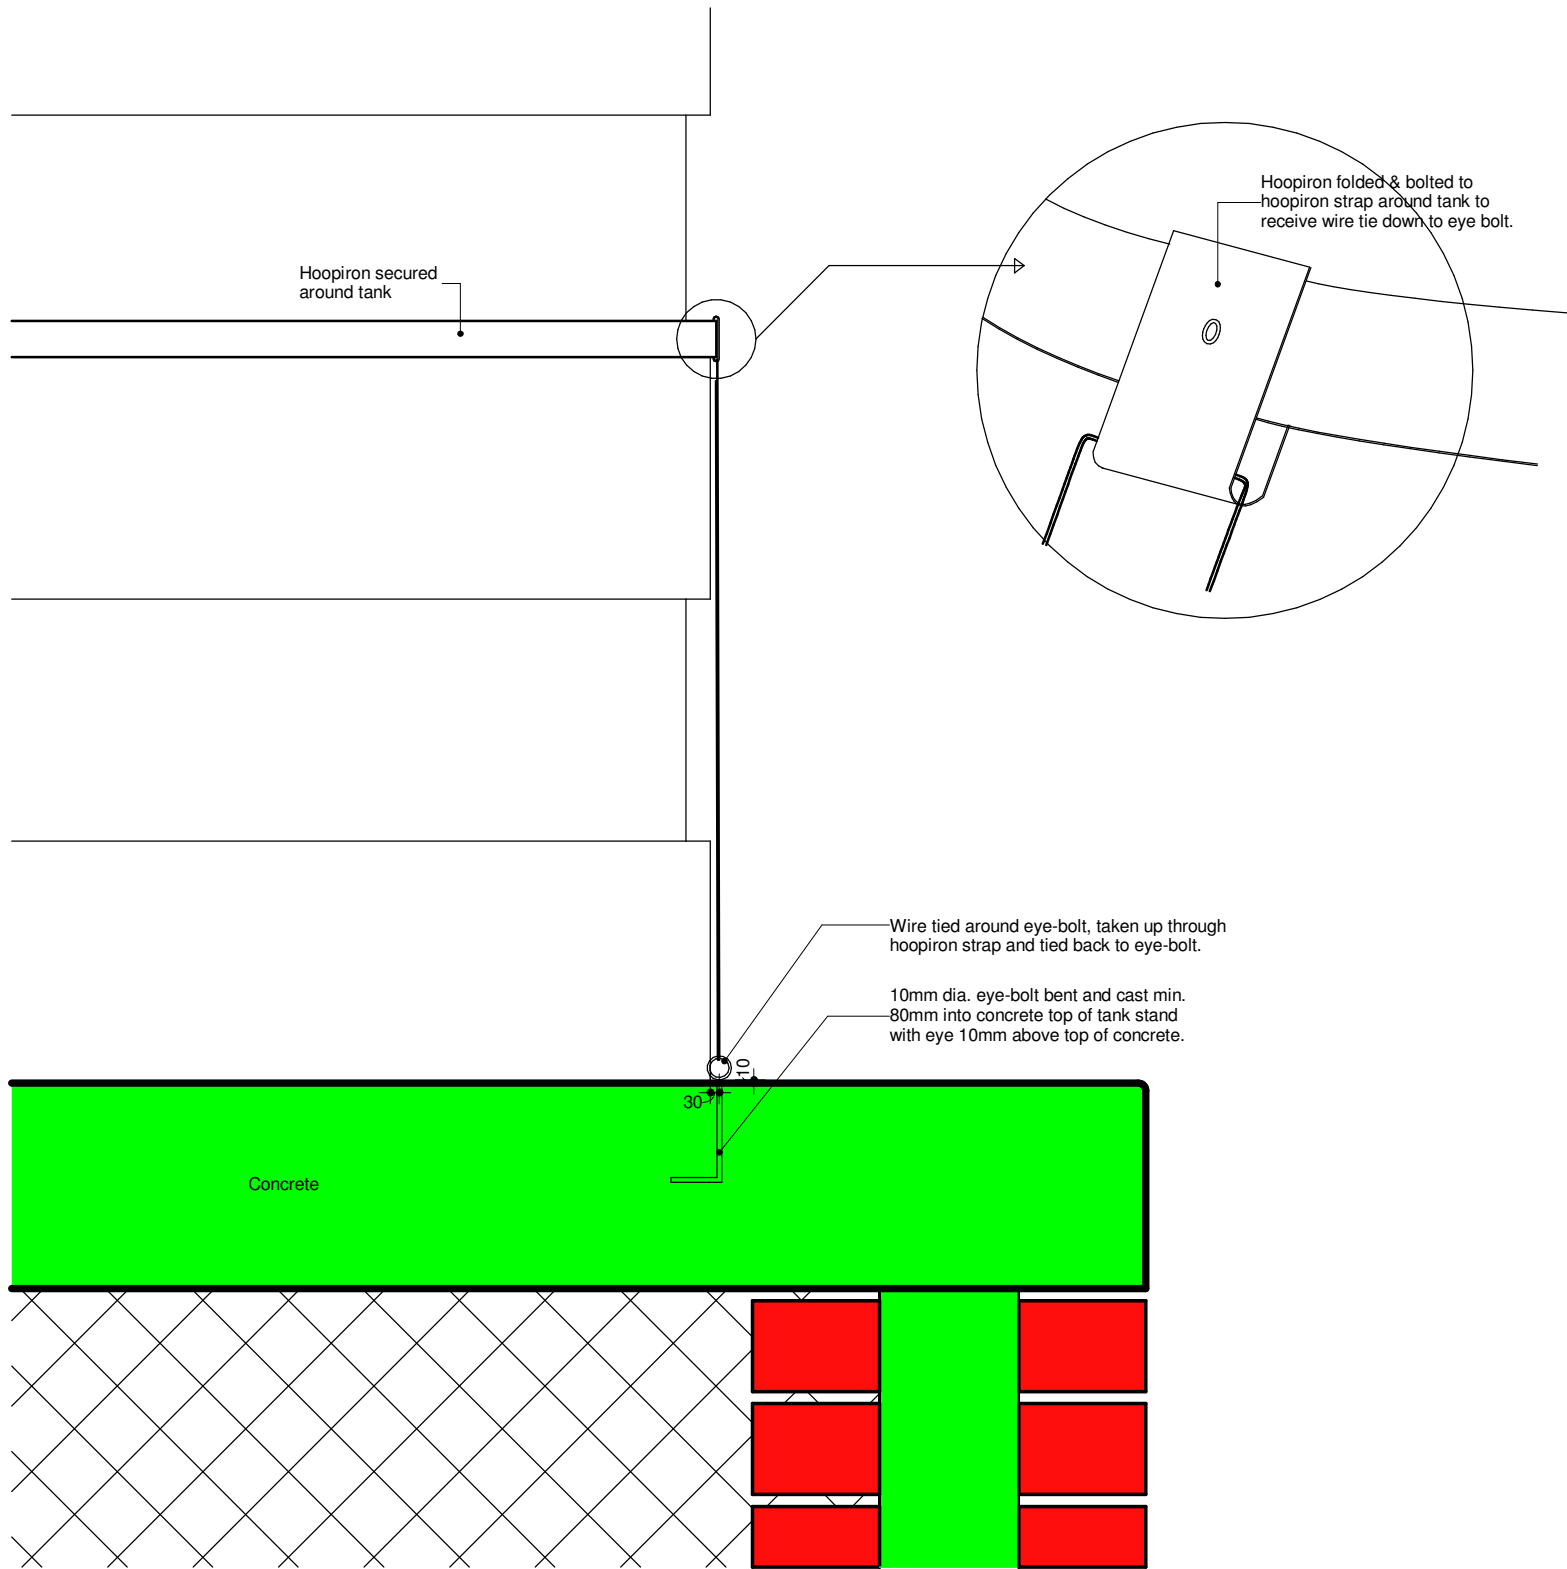 Hoopiron folded & bolted to
hoopiron strap around tank to
receive wire tie down to eye bolt.
Hoopiron secured
around tank
Wire tied around eye-bolt, taken up through
hoopiron strap and tied back to eye-bolt.
10mm dia. eye-bolt bent and cast min.
80mm into concrete top of tank stand
with eye 10mm above top of concrete.
10
30
Concrete